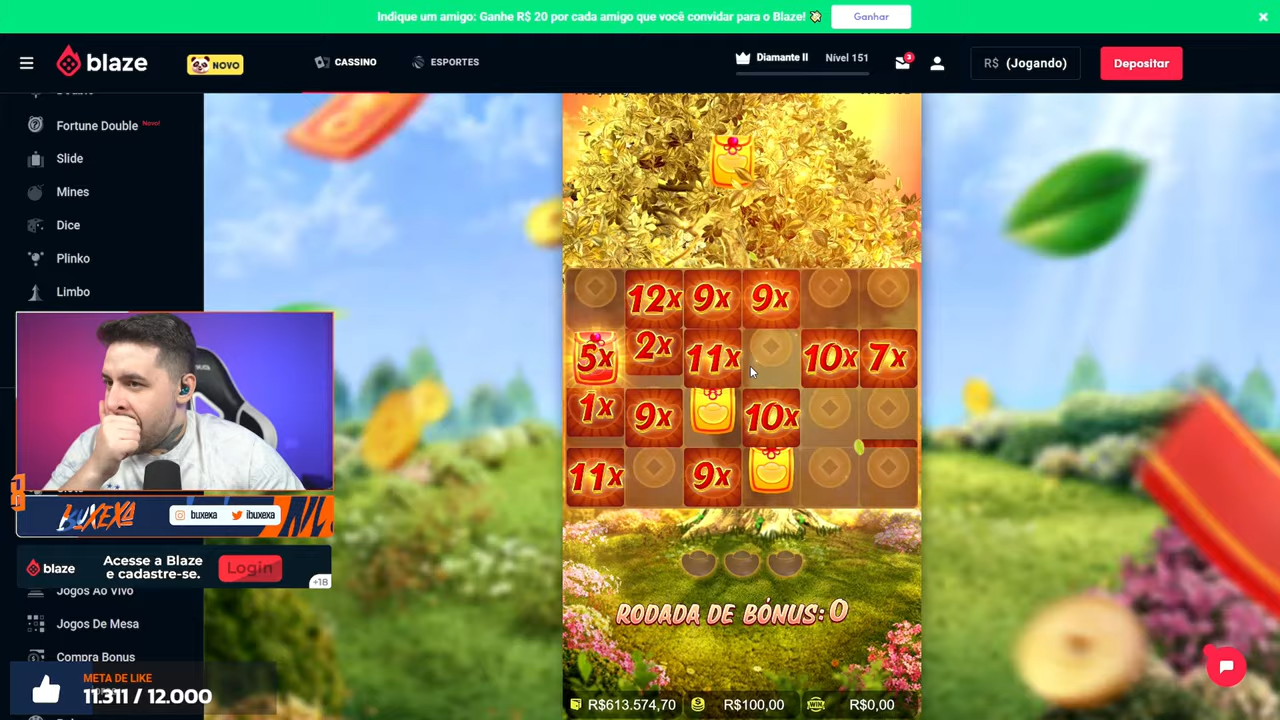 Indique um amigo: Ganhe R$ 20 por cada amigo que você convidar para o Blaze!
Ganhar
blaze
NOVO
CASSINO
ESPORTES
Diamante II
Nível 151
3
R$ (Jogando)
Depositar
Fortune Double Novo!
Slide
Mines
Dice
Plinko
Limbo
12x 9x 9x
5x 2x 11x 10x 7x
1x 9x 10x
11x 9x
BUXEXA
buxexa
ibuxexa
blaze
Acesse a Blaze
e cadastre-se.
Login
+18
Jogos Ao Vivo
Jogos De Mesa
Compra Bonus
META DE LIKE
11.311 / 12.000
RODADA DE BÔNUS: 0
R$613.574,70
R$100,00
WIN
R$0,00